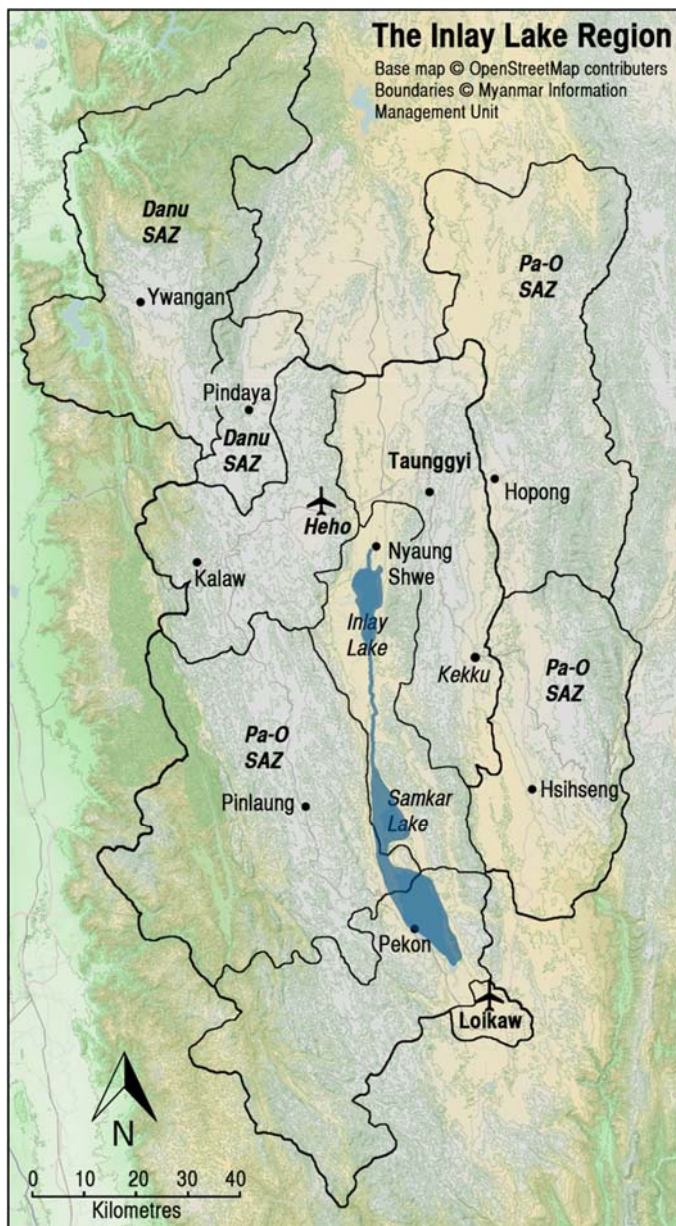 The Inlay Lake Region
Base map © OpenStreetMap contributers
Boundaries © Myanmar Information
Management Unit
Danu
SAZ
Pa-O
SAZ
Ywangan
Pindaya
Danu
SAZ
Taunggyi
Hopong
Heho
Nyaung
Shwe
Kalaw
Inlay
Lake
Kekku
Pa-O
SAZ
Pa-O
SAZ
Pinlaung
Samkar
Lake
Hsihseng
Pekon
Loikaw
N
0 10 20 30 40
Kilometres